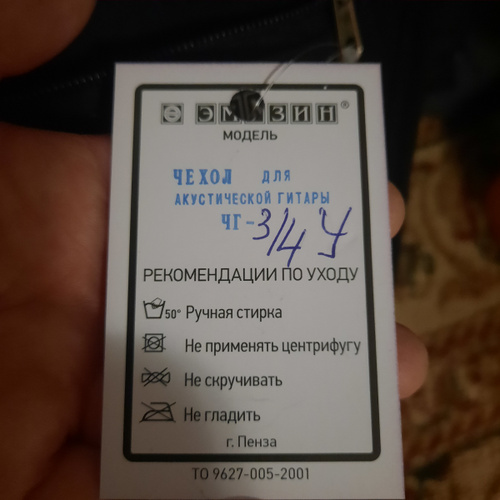 ЭМУЗИН®
МОДЕЛЬ
ЧЕХОЛ ДЛЯ
АКУСТИЧЕСКОЙ ГИТАРЫ
ЧГ-3/4 У
РЕКОМЕНДАЦИИ ПО УХОДУ
50° Ручная стирка
Не применять центрифугу
Не скручивать
Не гладить
г. Пенза
ТО 9627-005-2001